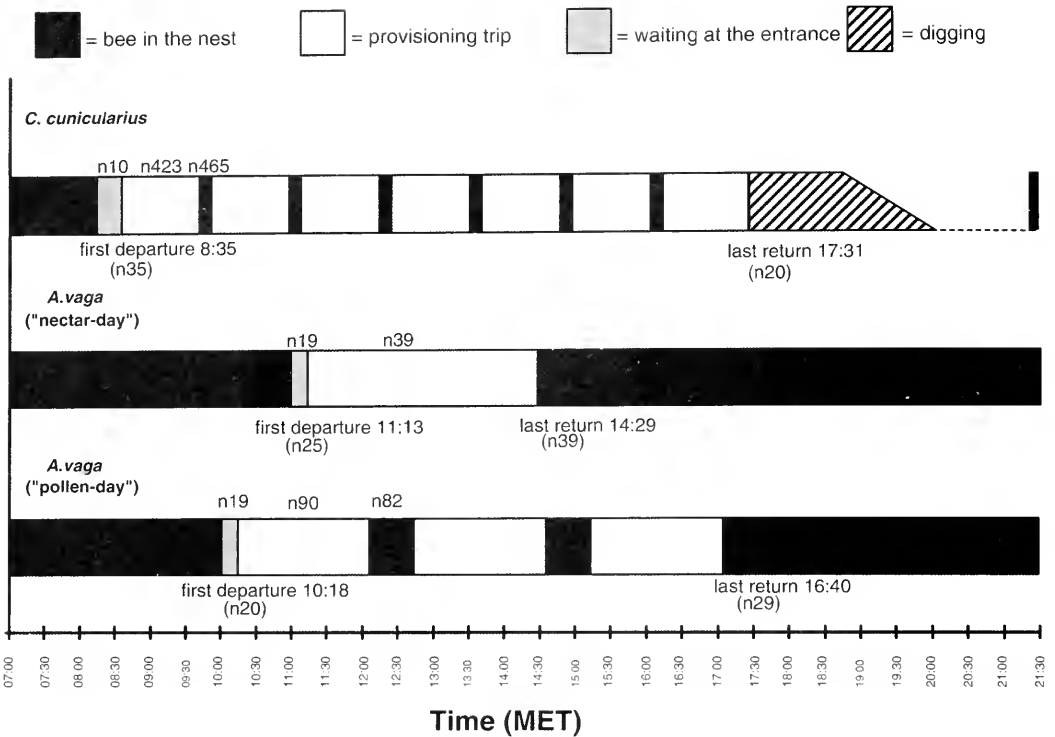 = bee in the nest = provisioning trip = waiting at the entrance = digging
C. cunicularius
n10 n423 n465
first departure 8:35 last return 17:31
(n35) (n20)
A.vaga
("nectar-day")
n19 n39
first departure 11:13 last return 14:29
(n25) (n39)
A.vaga
("pollen-day")
n19 n90 n82
first departure 10:18 last return 16:40
(n20) (n29)
07:00 07:30 08:00 08:30 09:00 09:30 10:00 10:30 11:00 11:30 12:00 12:30 13:00 13:30 14:00 14:30 15:00 15:30 16:00 16:30 17:00 17:30 18:00 18:30 19:00 19.30 20:00 20:30 21:00 21:30
Time (MET)